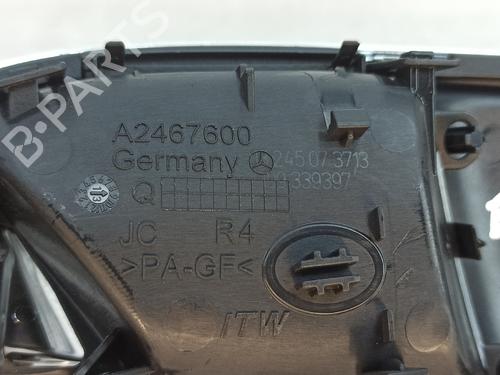 B-PARTS
A2467600
Germany 245.07.3713
339397
Q
JC R4
>PA-GF<
ITW